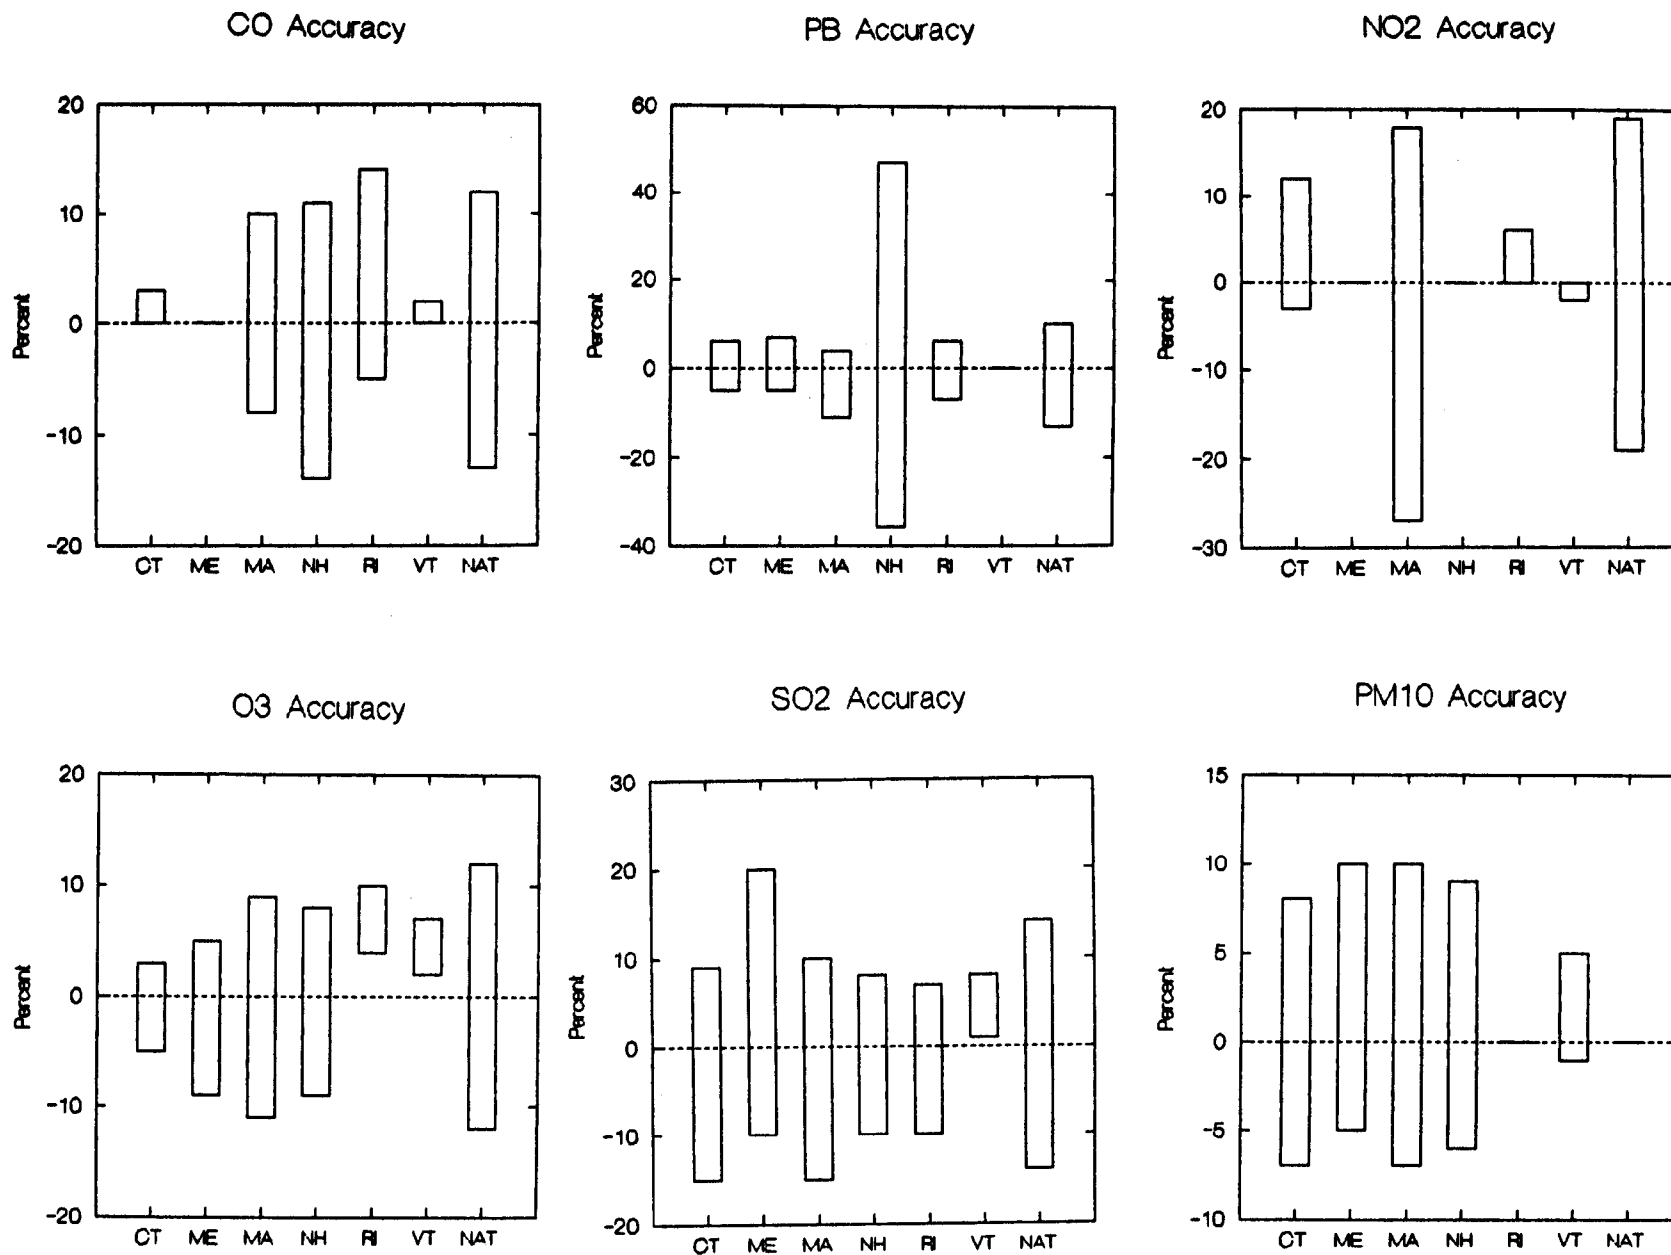 CO Accuracy
20
10
0
-10
-20
Percent
CT ME MA NH RI VT NAT
PB Accuracy
60
40
20
0
-20
-40
Percent
CT ME MA NH RI VT NAT
NO2 Accuracy
20
10
0
-10
-20
-30
Percent
CT ME MA NH RI VT NAT
O3 Accuracy
20
10
0
-10
-20
Percent
CT ME MA NH RI VT NAT
SO2 Accuracy
30
20
10
0
-10
-20
Percent
CT ME MA NH RI VT NAT
PM10 Accuracy
15
10
5
0
-5
-10
Percent
CT ME MA NH RI VT NAT